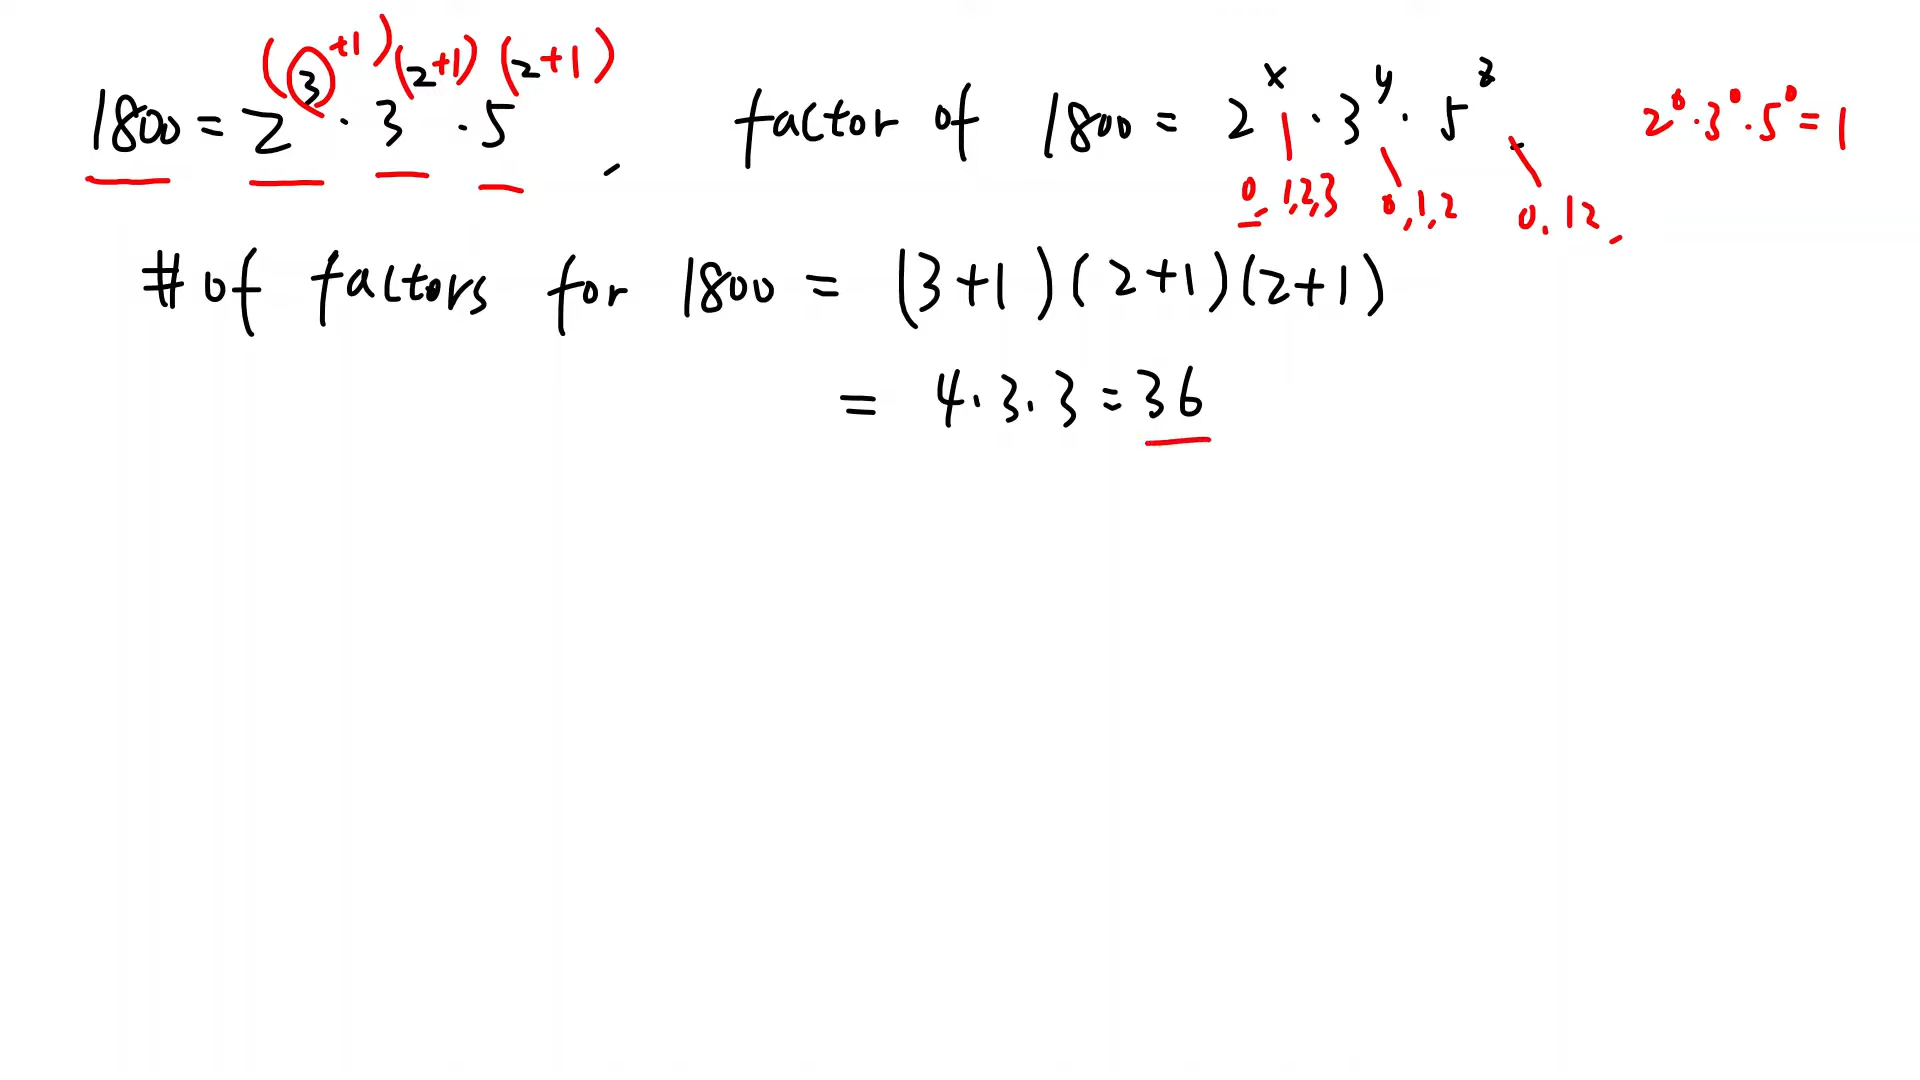 1800 = 2^(3+1) · 3^(2+1) · 5^(2+1) , factor of 1800 = 2^x · 3^y · 5^z . 2^0 · 3^0 · 5^0 = 1
0, 1,2,3 0,1,2 0. 12,
# of factors for 1800 = (3+1)(2+1)(2+1)
= 4·3·3 = 36